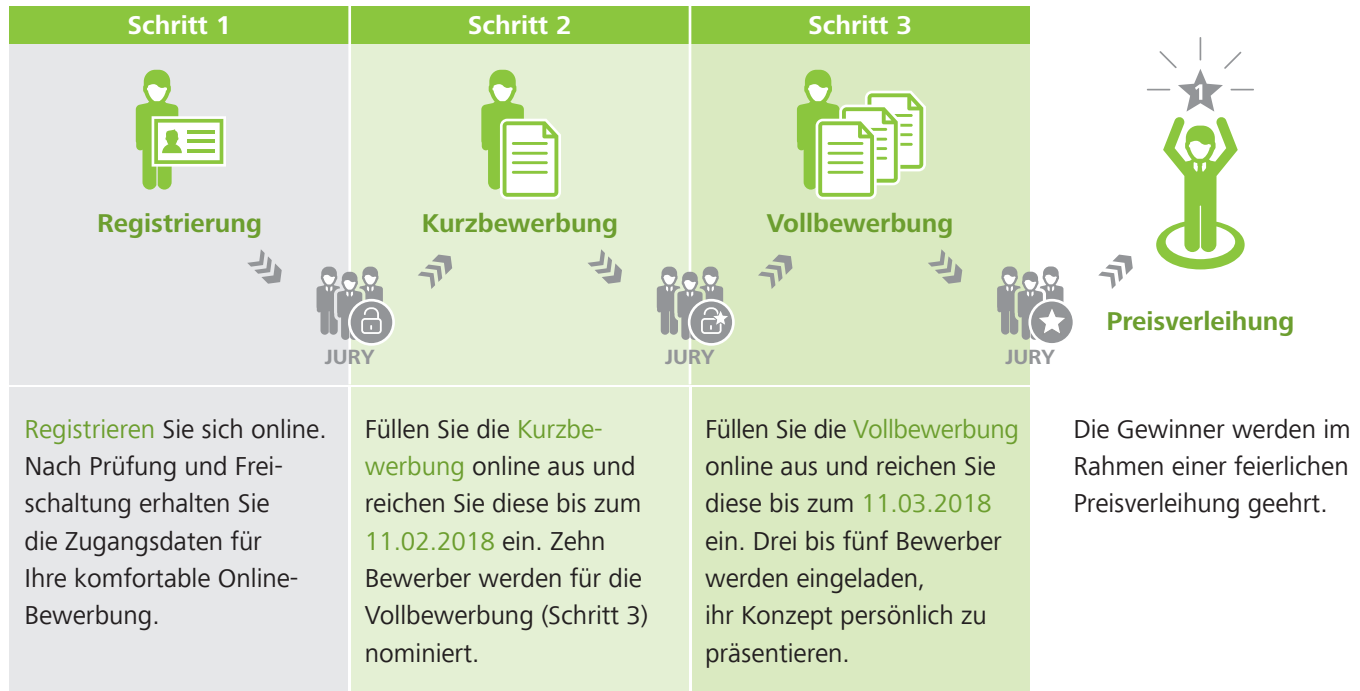 Schritt 1
Schritt 2
Schritt 3
1
Registrierung
Kurzbewerbung
Vollbewerbung
Preisverleihung
JURY
JURY
JURY
Registrieren Sie sich online.
Nach Prüfung und Frei-
schaltung erhalten Sie
die Zugangsdaten für
Ihre komfortable Online-
Bewerbung.
Füllen Sie die Kurzbe-
werbung online aus und
reichen Sie diese bis zum
11.02.2018 ein. Zehn
Bewerber werden für die
Vollbewerbung (Schritt 3)
nominiert.
Füllen Sie die Vollbewerbung
online aus und reichen Sie
diese bis zum 11.03.2018
ein. Drei bis fünf Bewerber
werden eingeladen,
ihr Konzept persönlich zu
präsentieren.
Die Gewinner werden im
Rahmen einer feierlichen
Preisverleihung geehrt.